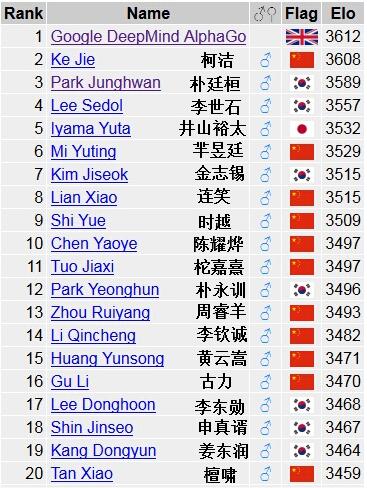 Rank Name ♂♀ Flag Elo
1 Google DeepMind AlphaGo 3612
2 Ke Jie 柯洁 ♂ 3608
3 Park Junghwan 朴廷桓 ♂ 3589
4 Lee Sedol 李世石 ♂ 3557
5 Iyama Yuta 井山裕太 ♂ 3532
6 Mi Yuting 芈昱廷 ♂ 3529
7 Kim Jiseok 金志锡 ♂ 3515
8 Lian Xiao 连笑 ♂ 3515
9 Shi Yue 时越 ♂ 3509
10 Chen Yaoye 陈耀烨 ♂ 3497
11 Tuo Jiaxi 柁嘉熹 ♂ 3497
12 Park Yeonghun 朴永训 ♂ 3496
13 Zhou Ruiyang 周睿羊 ♂ 3493
14 Li Qincheng 李钦诚 ♂ 3482
15 Huang Yunsong 黄云嵩 ♂ 3471
16 Gu Li 古力 ♂ 3470
17 Lee Donghoon 李东勋 ♂ 3468
18 Shin Jinseo 申真谞 ♂ 3467
19 Kang Dongyun 姜东润 ♂ 3464
20 Tan Xiao 檀啸 ♂ 3459